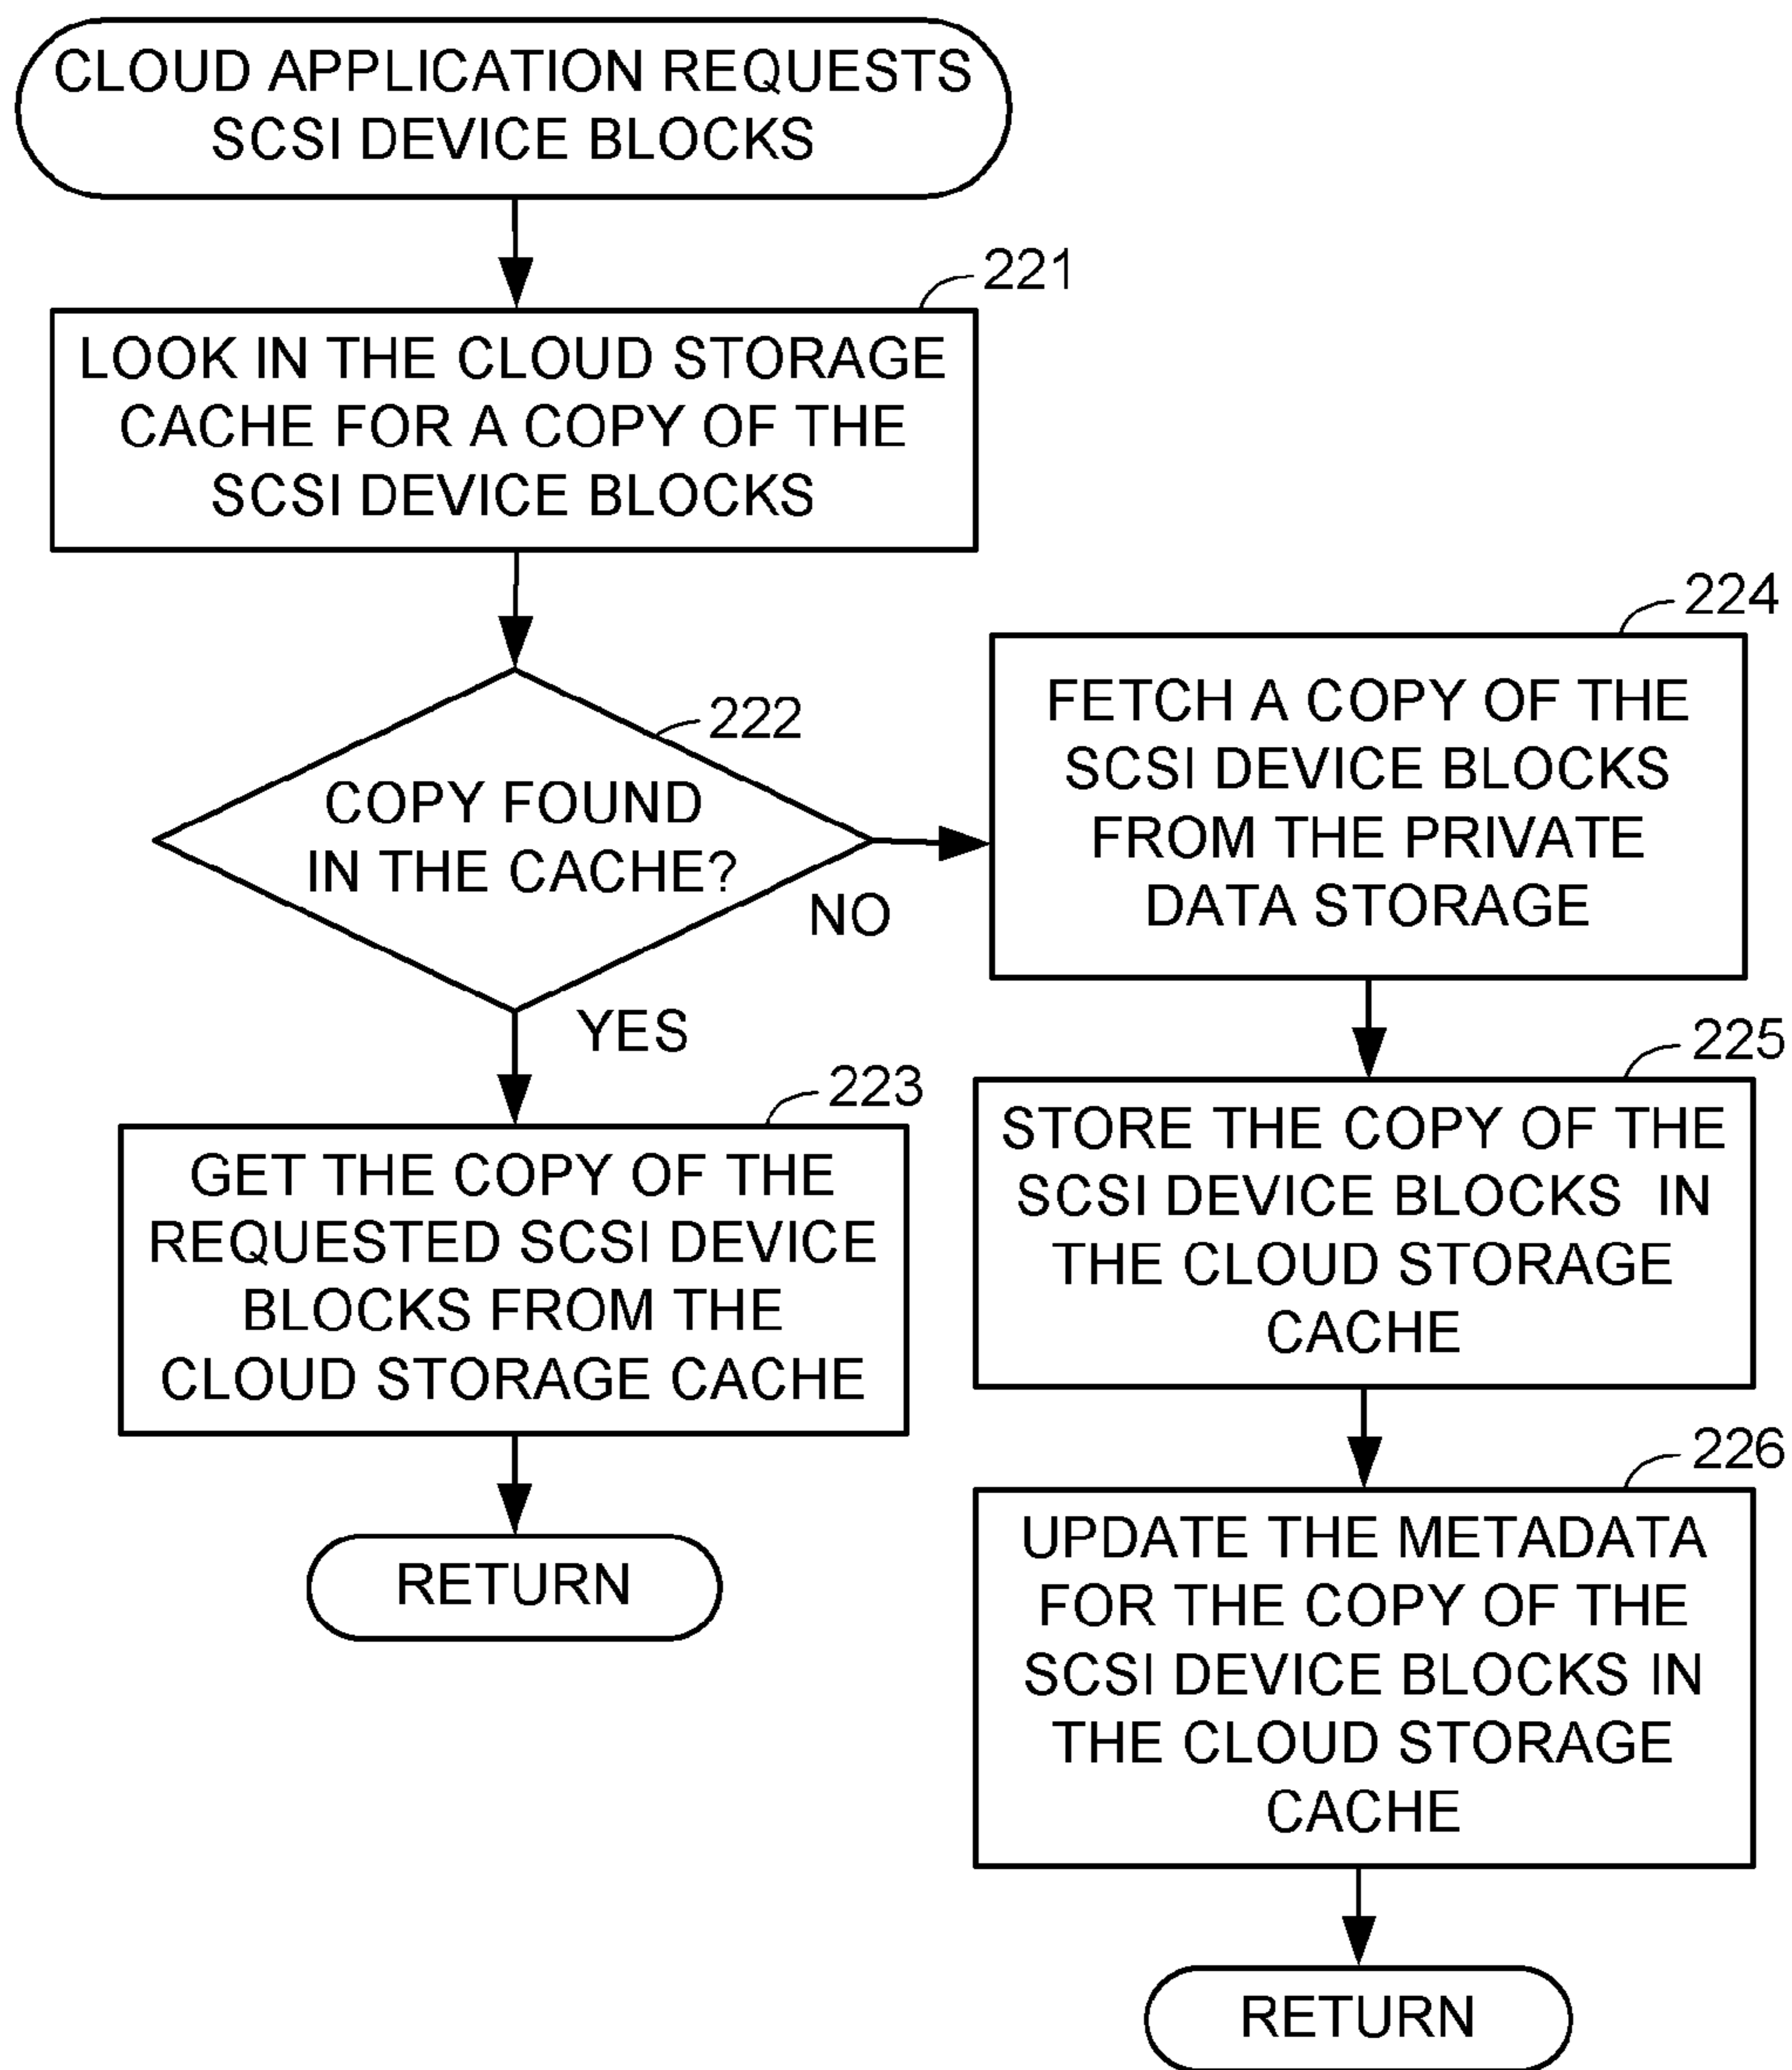 CLOUD APPLICATION REQUESTS
SCSI DEVICE BLOCKS
221
LOOK IN THE CLOUD STORAGE
CACHE FOR A COPY OF THE
SCSI DEVICE BLOCKS
222
COPY FOUND
IN THE CACHE?
NO
YES
223
GET THE COPY OF THE
REQUESTED SCSI DEVICE
BLOCKS FROM THE
CLOUD STORAGE CACHE
RETURN
224
FETCH A COPY OF THE
SCSI DEVICE BLOCKS
FROM THE PRIVATE
DATA STORAGE
225
STORE THE COPY OF THE
SCSI DEVICE BLOCKS IN
THE CLOUD STORAGE
CACHE
226
UPDATE THE METADATA
FOR THE COPY OF THE
SCSI DEVICE BLOCKS IN
THE CLOUD STORAGE
CACHE
RETURN